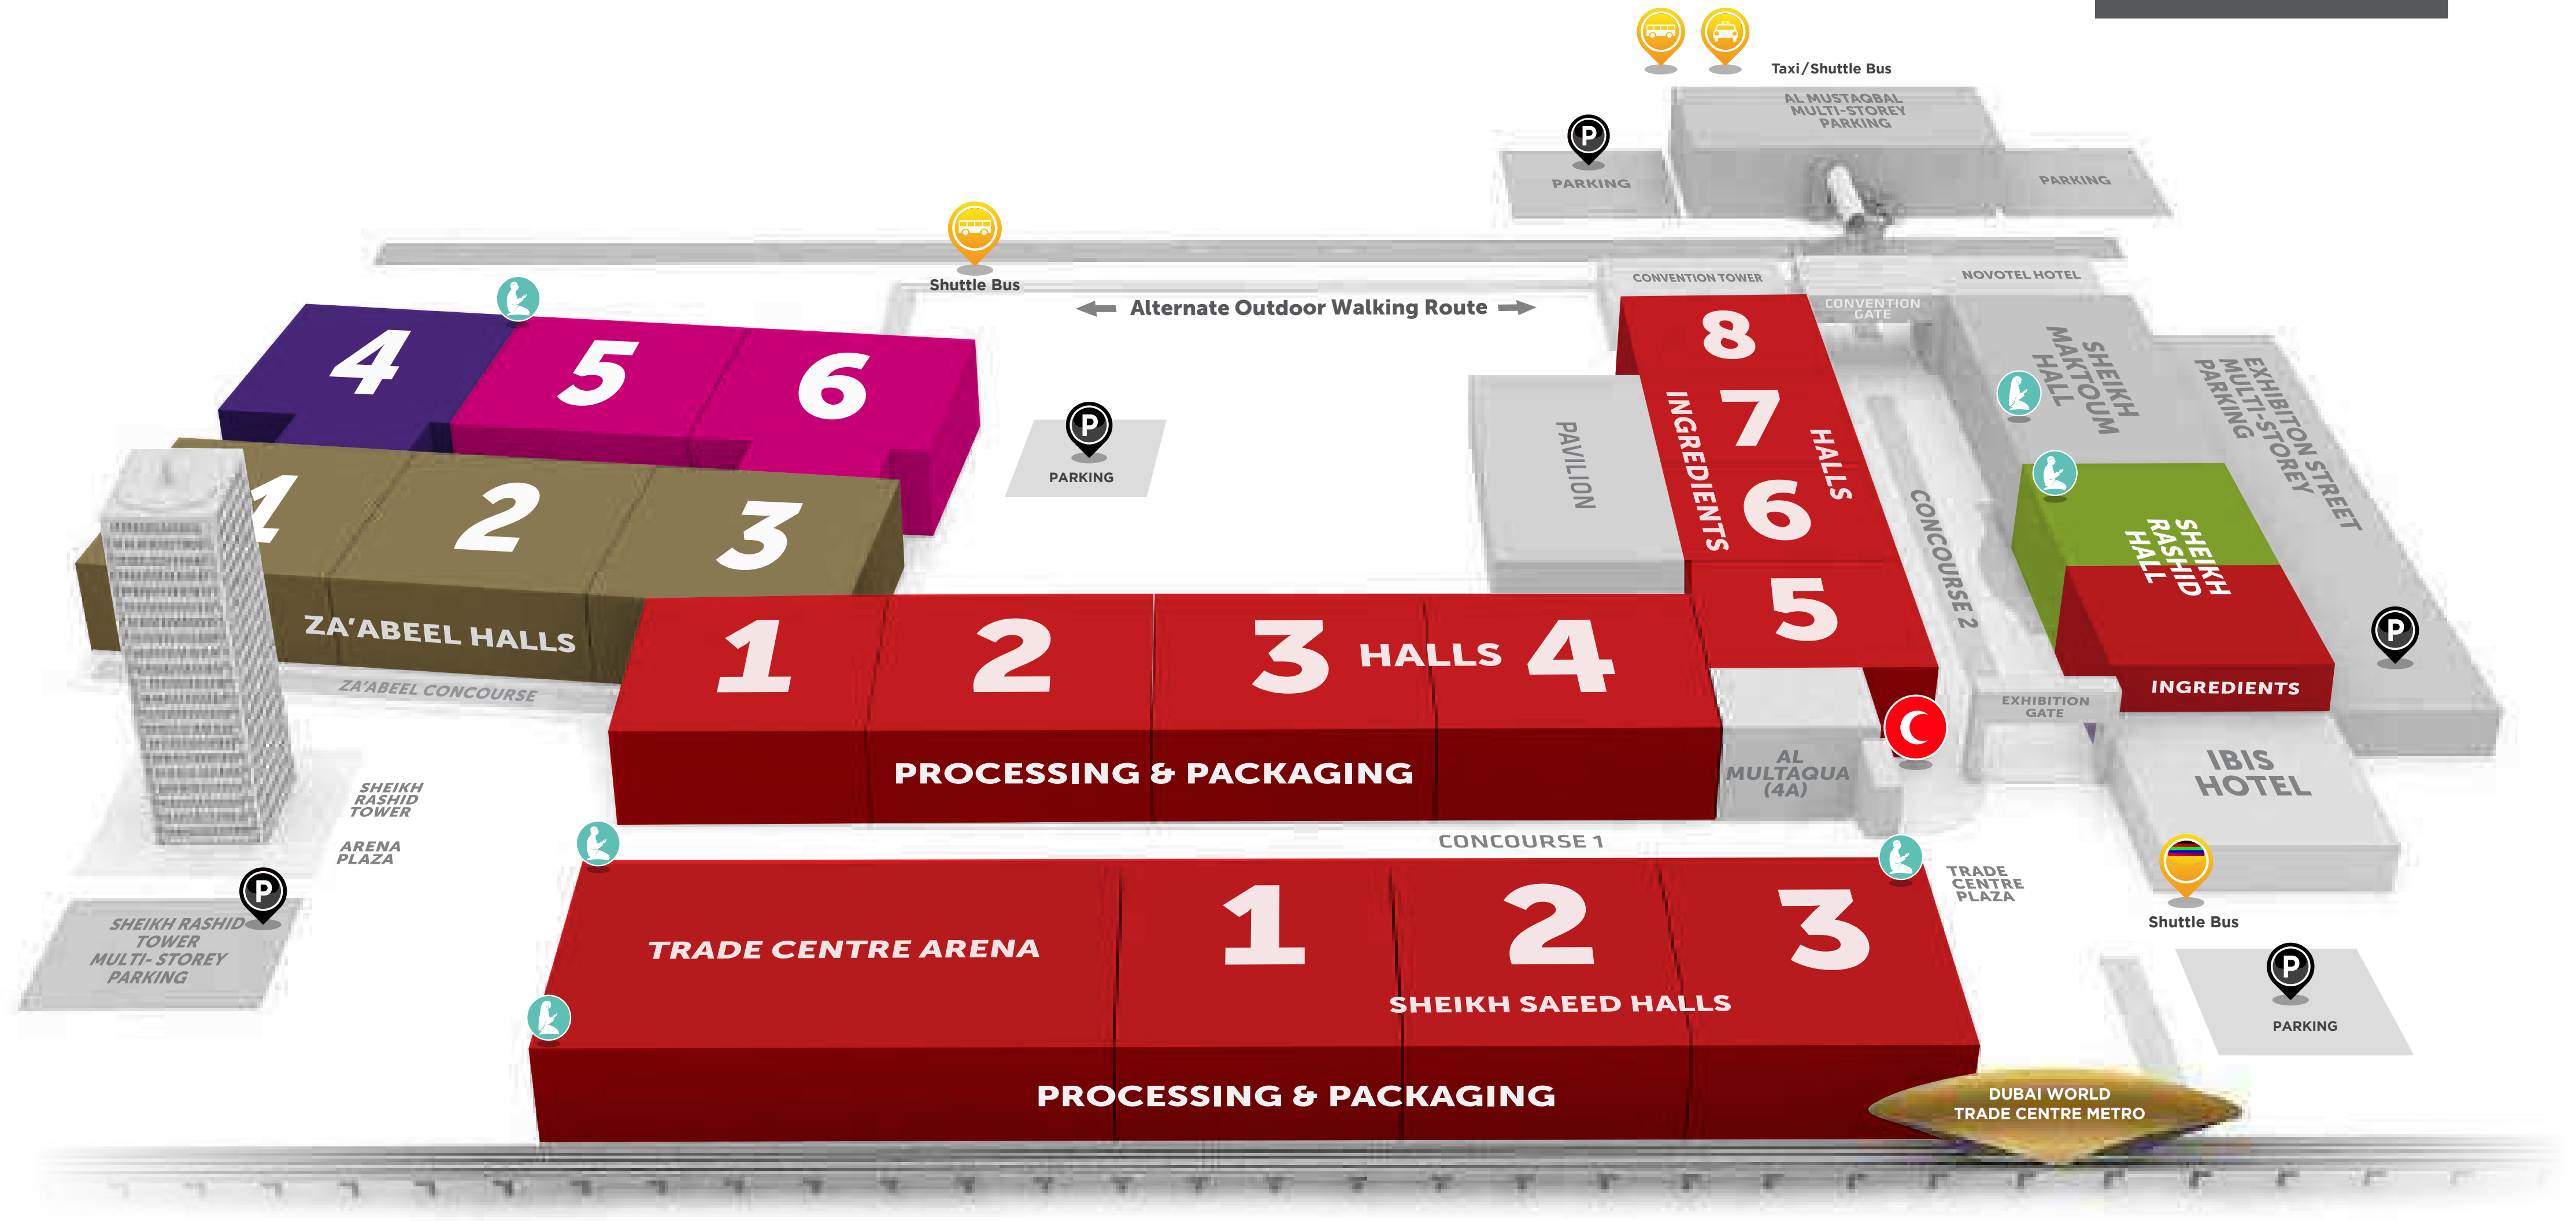 Taxi/Shuttle Bus
AL MUSTAQBAL
MULTI-STOREY
PARKING
P
PARKING
PARKING
Shuttle Bus
Alternate Outdoor Walking Route
CONVENTION TOWER
CONVENTION
GATE
NOVOTEL HOTEL
4
5
6
P
PARKING
1
2
3
ZA'ABEEL HALLS
ZA'ABEEL CONCOURSE
PAVILION
8
7
6
5
INGREDIENTS
HALLS
CONCOURSE 2
SHEIKH
MAKTOUM
HALL
EXHIBITON STREET
MULTI-STOREY
PARKING
SHEIKH
RASHID
HALL
INGREDIENTS
P
1
2
3
HALLS
4
PROCESSING & PACKAGING
AL
MULTAQUA
(4A)
EXHIBITION
GATE
IBIS
HOTEL
SHEIKH
RASHID
TOWER
ARENA
PLAZA
CONCOURSE 1
P
SHEIKH RASHID
TOWER
MULTI- STOREY
PARKING
TRADE CENTRE ARENA
1
2
3
SHEIKH SAEED HALLS
PROCESSING & PACKAGING
TRADE
CENTRE
PLAZA
Shuttle Bus
P
PARKING
DUBAI WORLD
TRADE CENTRE METRO